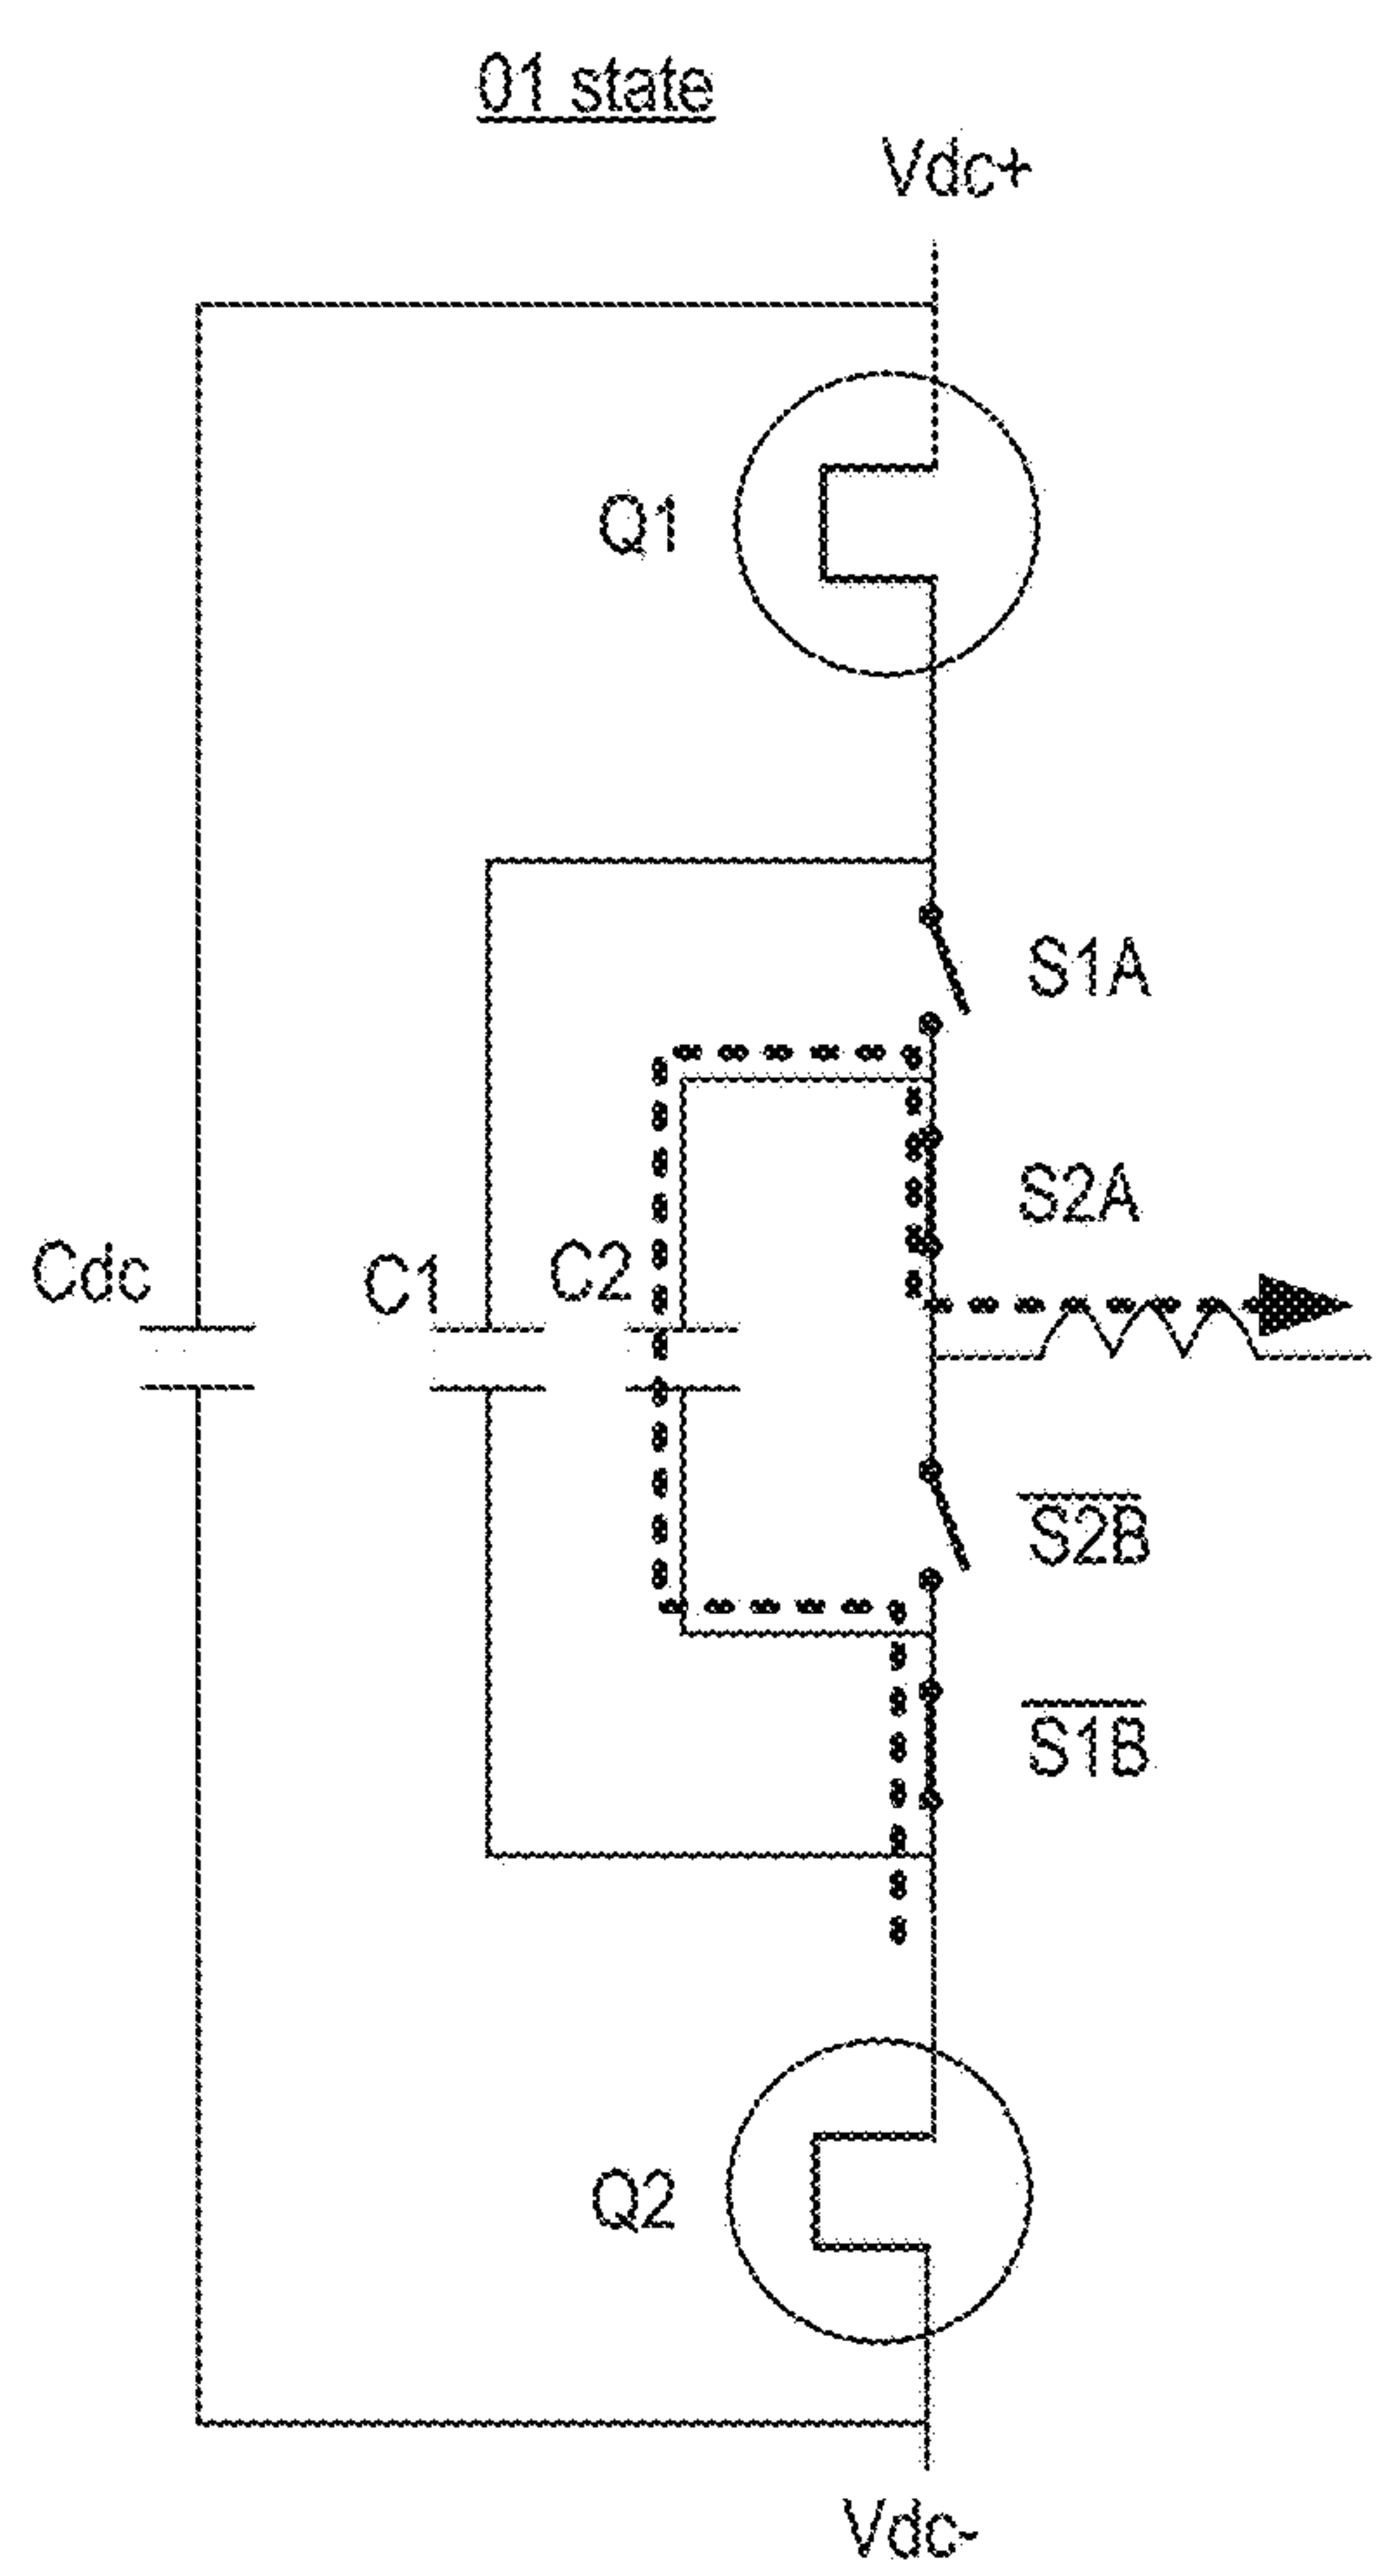 01 state
Vdc+
Q1
S1A
S2A
Cdc
C1
C2
S2B
S1B
Q2
Vdc-